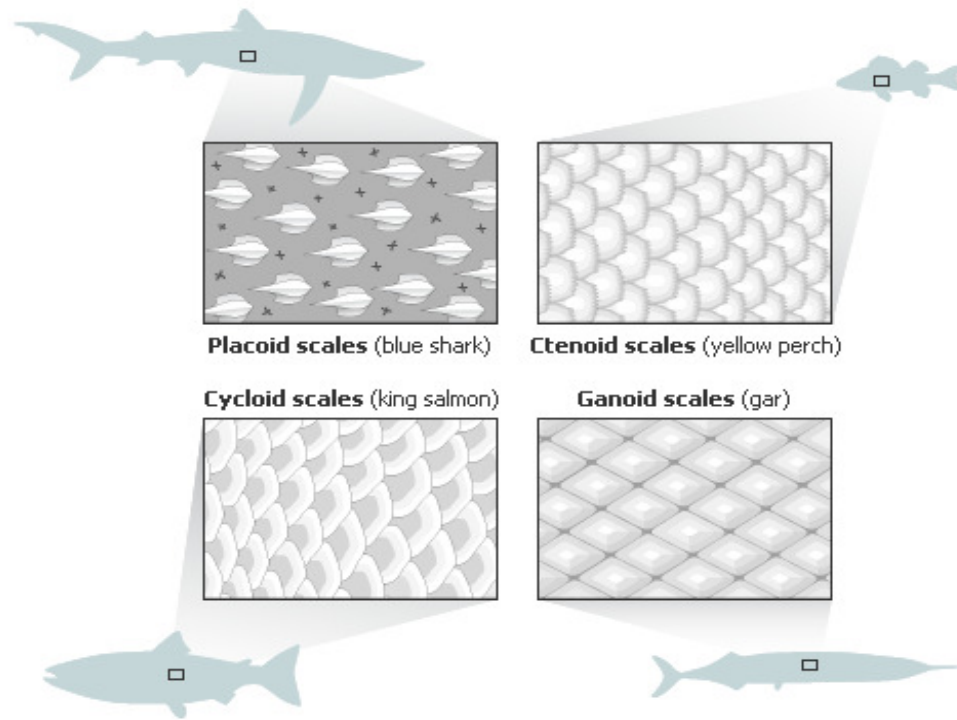 Placoid scales (blue shark)
Ctenoid scales (yellow perch)
Cycloid scales (king salmon)
Ganoid scales (gar)